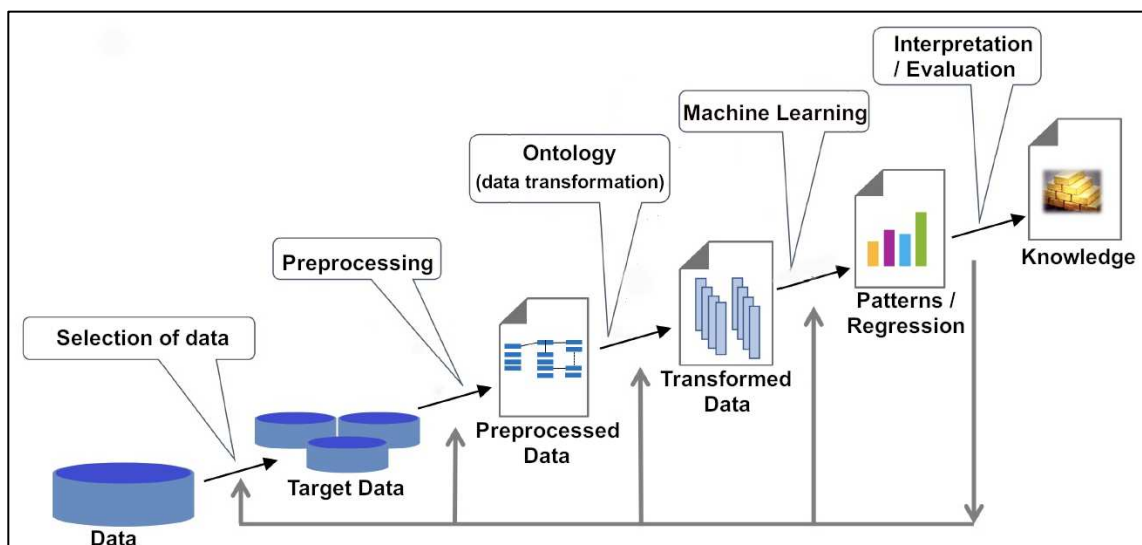 Interpretation
/ Evaluation
Machine Learning
Ontology
(data transformation)
Knowledge
Preprocessing
Patterns /
Regression
Selection of data
Transformed
Data
Preprocessed
Data
Target Data
Data